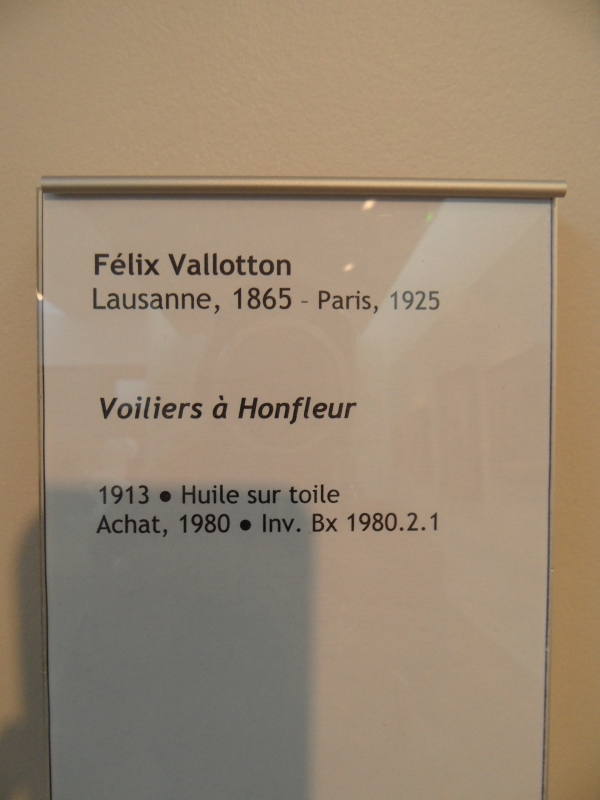 Félix Vallotton
Lausanne, 1865 - Paris, 1925
Voiliers à Honfleur
1913 ● Huile sur toile
Achat, 1980 ● Inv. Bx 1980.2.1